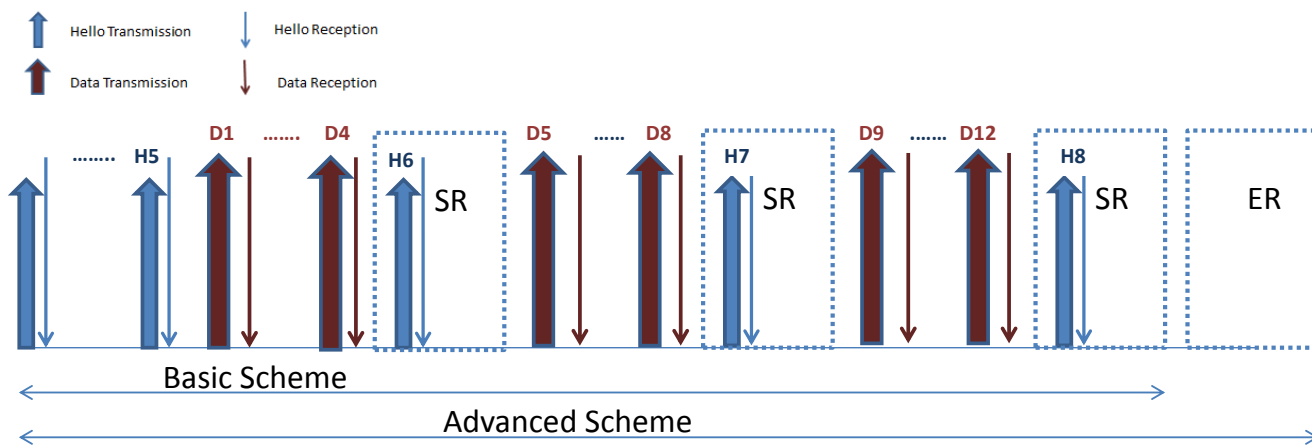 Hello Transmission Hello Reception
Data Transmission Data Reception
D1 ....... D4 D5 ...... D8 D9 ....... D12
........ H5 H6 H7 H8
SR SR SR ER
Basic Scheme
Advanced Scheme